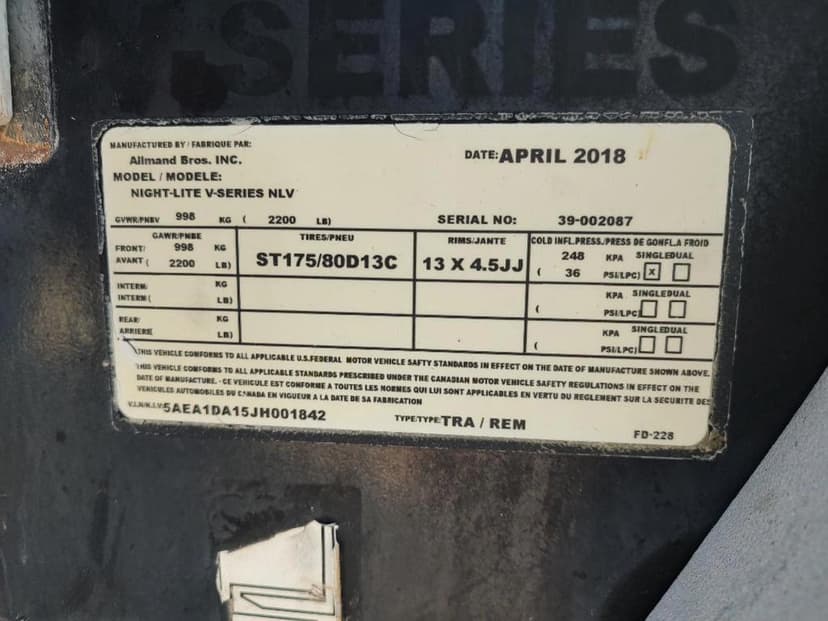 SERIES
MANUFACTURED BY / FABRIQUE PAR:
Allmand Bros. INC.
DATE: APRIL 2018
MODEL / MODELE:
NIGHT-LITE V-SERIES NLV
GVWR/PNBV 998 KG ( 2200 LB)
SERIAL NO: 39-002087
GAWR/PNBE TIRES/PNEU RIMS/JANTE COLD INFL.PRESS./PRESS DE GONFL.A FROID
FRONT/ 998 KG
AVANT ( 2200 LB)
ST175/80D13C
13 X 4.5JJ
248 KPA SINGLE DUAL
( 36 PSI/LPC) X
INTERM/ KG
INTERM ( LB)
KPA SINGLE DUAL
( PSI/LPC)
REAR/ KG
ARRIERE LB)
KPA SINGLE DUAL
( PSI/LPC)
THIS VEHICLE CONFORMS TO ALL APPLICABLE U.S.FEDERAL MOTOR VEHICLE SAFTY STANDARDS IN EFFECT ON THE DATE OF MANUFACTURE SHOWN ABOVE.
THIS VEHICLE CONFORMS TO ALL APPLICABLE STANDARDS PRESCRIBED UNDER THE CANADIAN MOTOR VEHICLE SAFETY REGULATIONS IN EFFECT ON THE
DATE OF MANUFACTURE. - CE VEHICULE EST CONFORME A TOUTES LES NORMES QUI LUI SONT APPLICABLES EN VERTU DU REGLEMENT SUR LA SECURITE DES
VEHICULES AUTOMOBILES DU CANADA EN VIGUEUR A LA DATE DE SA FABRICATION
V.I.N./N.I.V: 5AEA1DA15JH001842
TYPE/TYPE: TRA / REM
FD-228